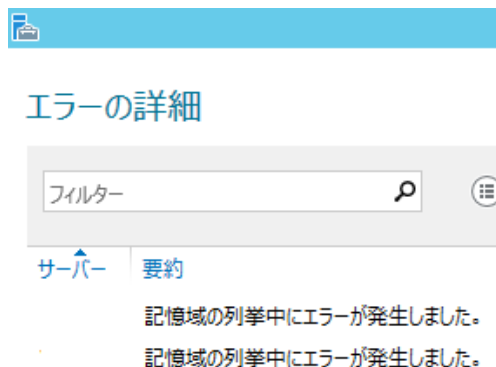 エラーの詳細
フィルター
サーバー 要約
記憶域の列挙中にエラーが発生しました。
記憶域の列挙中にエラーが発生しました。